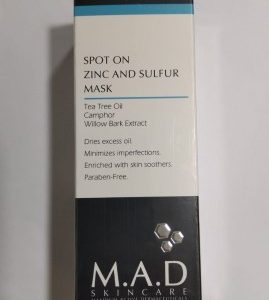 SPOT ON
ZINC AND SULFUR
MASK
Tea Tree Oil
Camphor
Willow Bark Extract
Dries excess oil.
Minimizes imperfections.
Enriched with skin soothers.
Paraben-Free.
M.A.D
SKINCARE